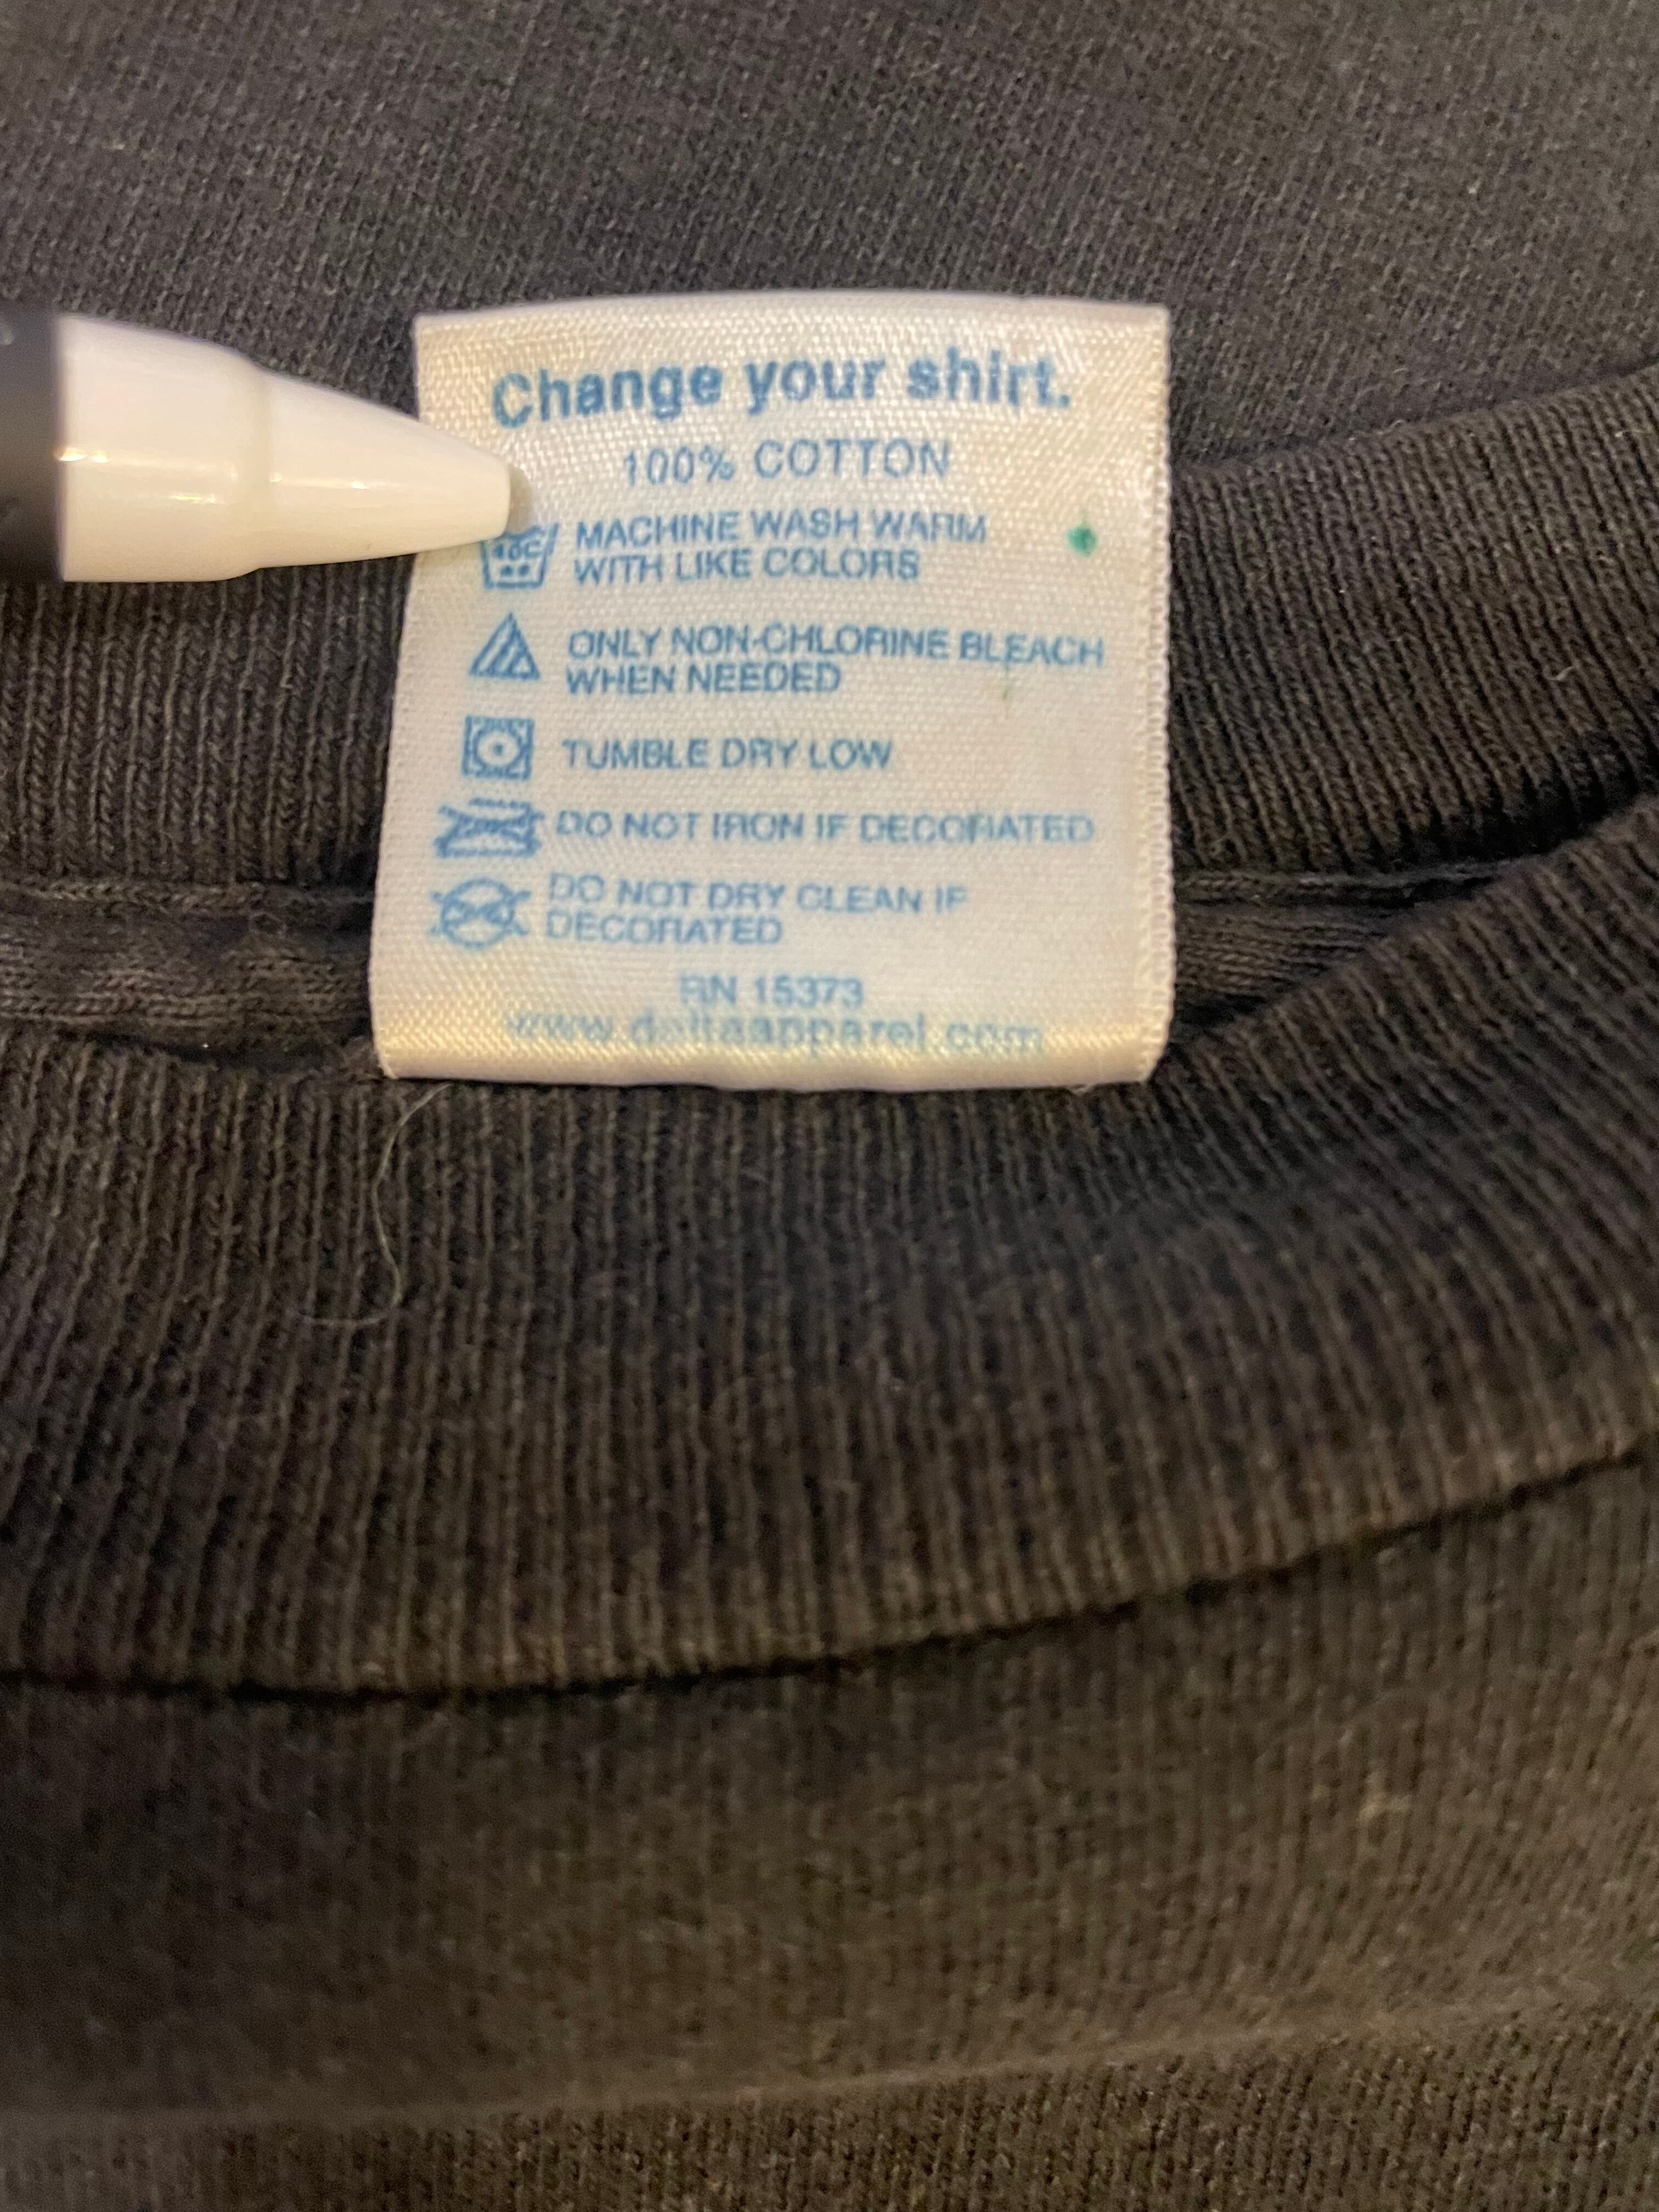 Change your shirt.
100% COTTON
40C MACHINE WASH WARM
WITH LIKE COLORS
ONLY NON-CHLORINE BLEACH
WHEN NEEDED
TUMBLE DRY LOW
DO NOT IRON IF DECORATED
DO NOT DRY CLEAN IF
DECORATED
RN 15373
www.deltaapparel.com